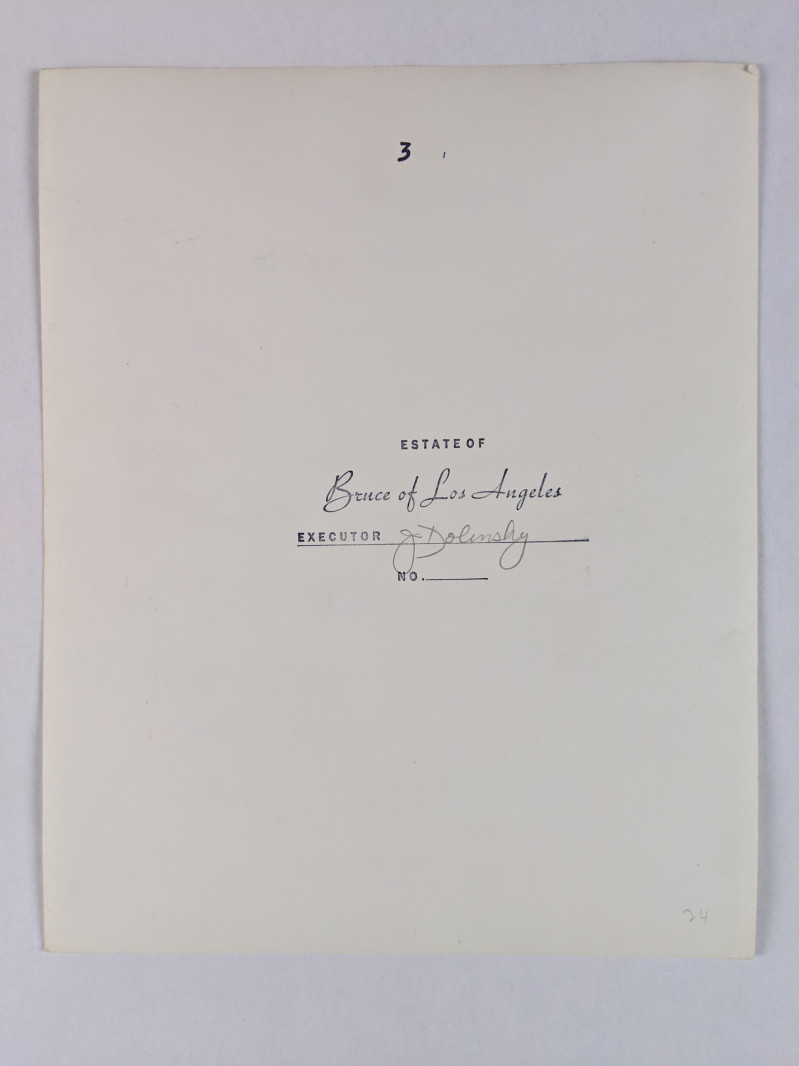 3
ESTATE OF
Bruce of Los Angeles
EXECUTOR J Dolinsky
NO.
24